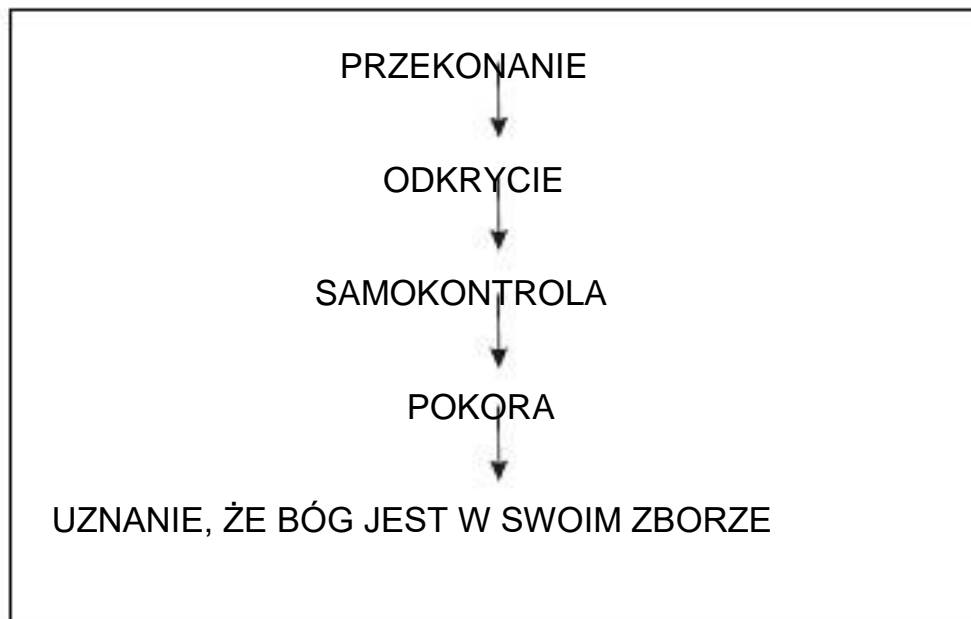 PRZEKONANIE
ODKRYCIE
SAMOKONTROLA
POKORA
UZNANIE, ŻE BÓG JEST W SWOIM ZBORZE